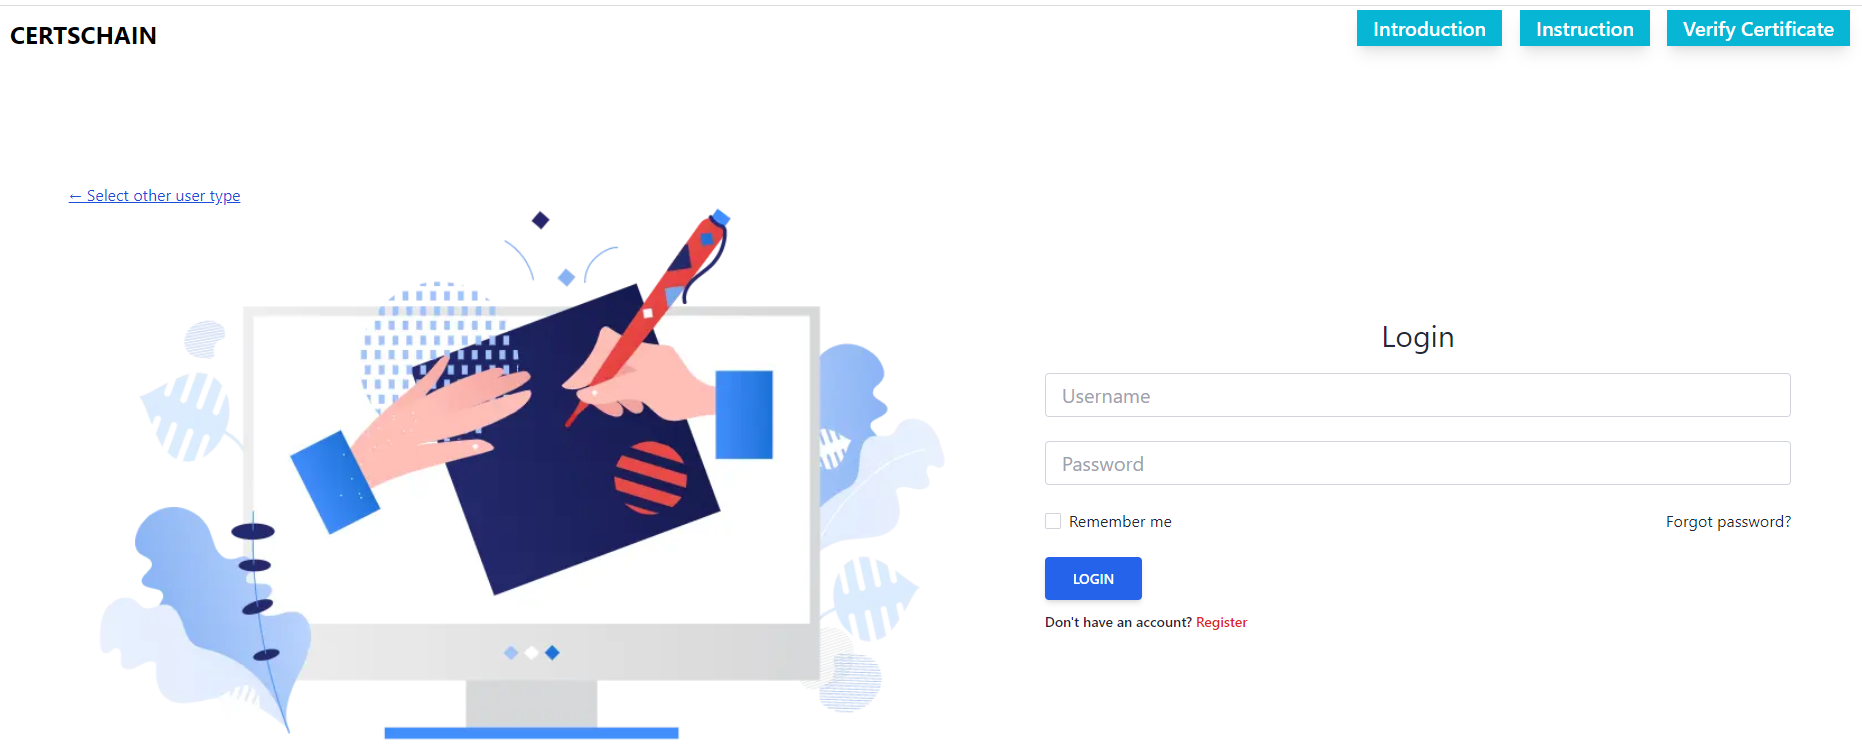 CERTSCHAIN
Introduction
Instruction
Verify Certificate
← Select other user type
Login
Username
Password
Remember me
Forgot password?
LOGIN
Don't have an account? Register